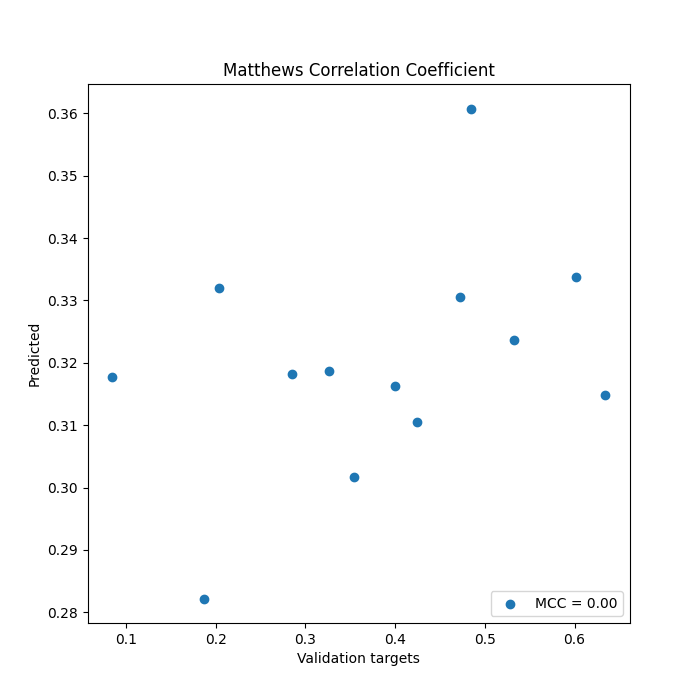 Matthews Correlation Coefficient
0.36
0.35
0.34
0.33
0.32
0.31
0.30
0.29
0.28
Predicted
MCC = 0.00
0.1 0.2 0.3 0.4 0.5 0.6
Validation targets